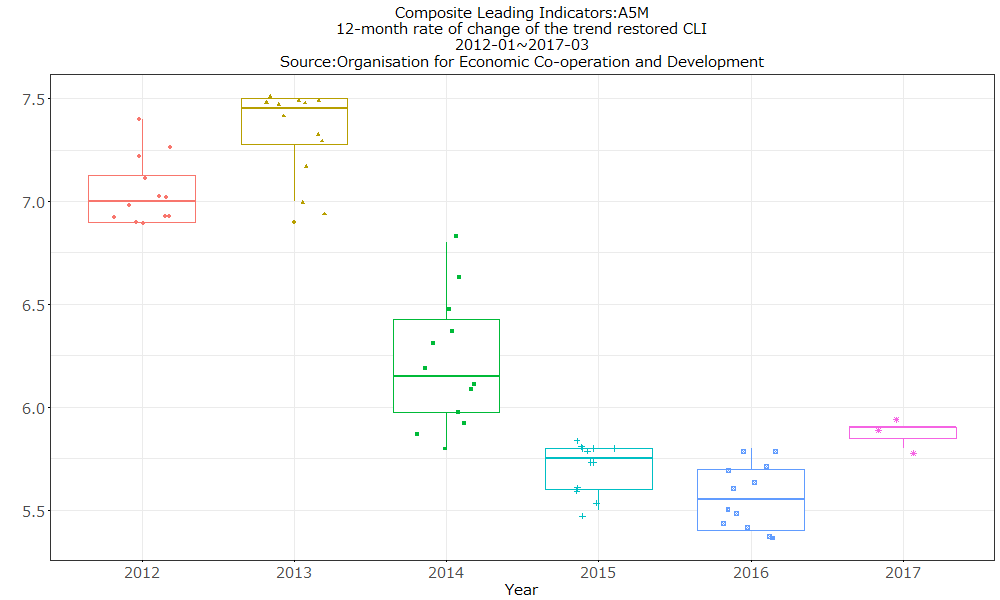 Composite Leading Indicators:A5M
12-month rate of change of the trend restored CLI
2012-01~2017-03
Source:Organisation for Economic Co-operation and Development
7.5
7.0
6.5
6.0
5.5
2012 2013 2014 2015 2016 2017
Year